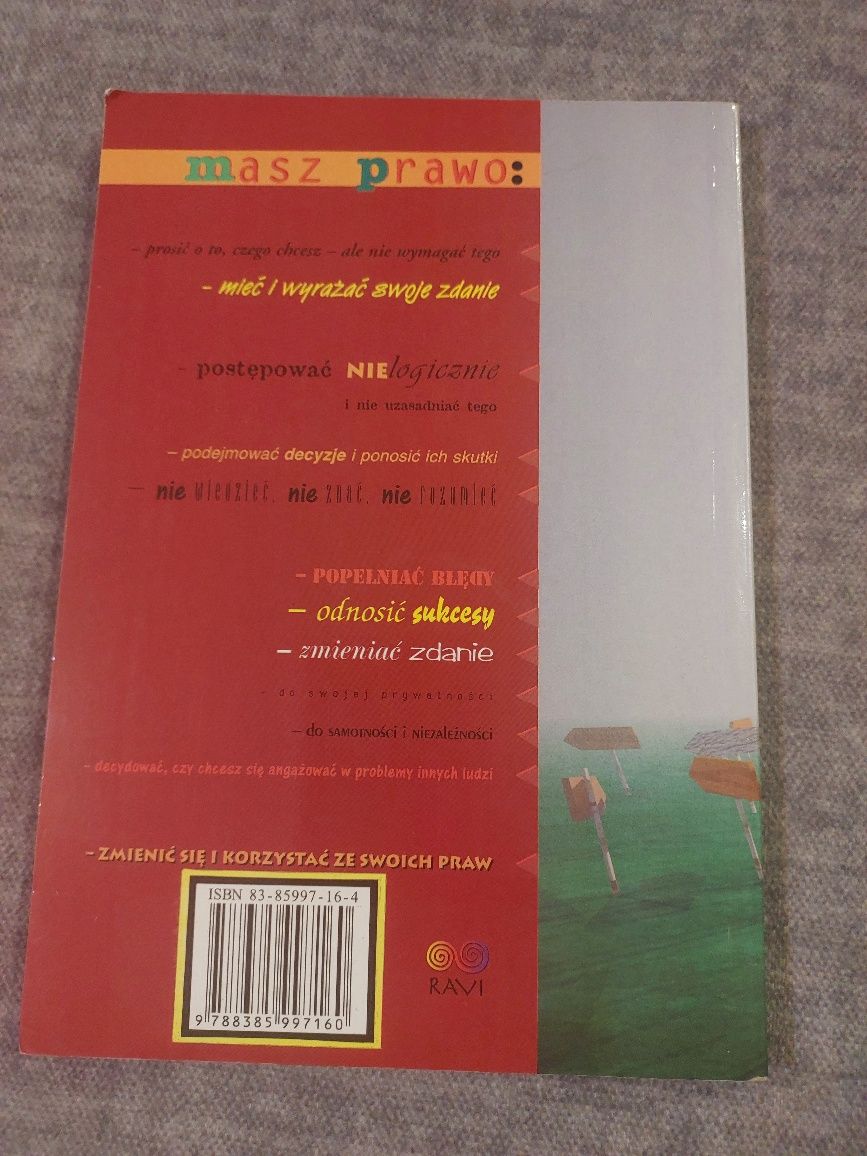 masz prawo:
– prosić o to, czego chcesz – ale nie wymagać tego
– mieć i wyrażać swoje zdanie
– postępować NIElogicznie
i nie uzasadniać tego
– podejmować decyzje i ponosić ich skutki
– nie wiedzieć, nie znać, nie rozumieć
– POPEŁNIAĆ BŁĘDY
– odnosić sukcesy
– zmieniać zdanie
– do swojej prywatności
– do SAMOTNOŚCI I NIEZALEŻNOŚCI
– decydować, czy chcesz się angażować w problemy innych ludzi
– ZMIENIĆ SIĘ I KORZYSTAĆ ZE SWOICH PRAW
ISBN 83-85997-16-4
9 788385 997160
RAVI